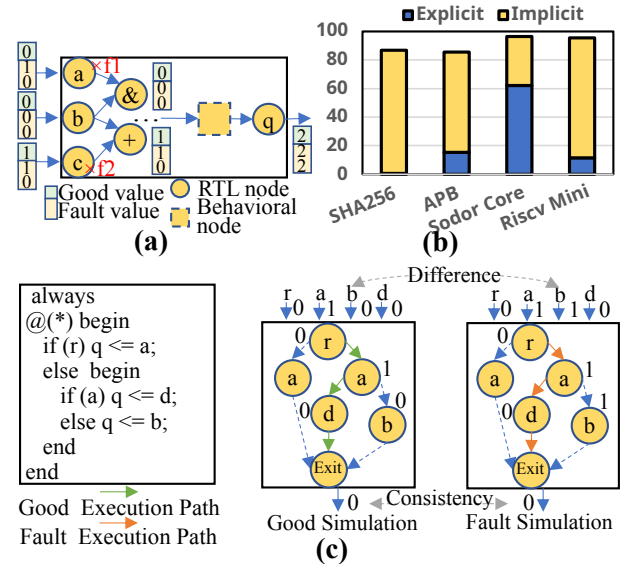 0
1
0
a
×f1
0
0
0
&
0
0
0
b
...
q
+
1
1
0
2
2
2
1
1
0
c
×f2
Good value
Fault value
RTL node
Behavioral
node
(a)
Explicit
Implicit
100
80
60
40
20
0
SHA256
APB
Sodor Core
Riscv Mini
(b)
always
@(*) begin
if (r) q <= a;
else begin
if (a) q <= d;
else q <= b;
end
end
Good Execution Path
Fault Execution Path
Difference
r a b d
0 1 0 0
r
0
a
a
1
0
d
0
b
Exit
0
Good Simulation
Consistency
r a b d
0 1 1 0
r
0
a
a
1
0
d
1
b
Exit
0
Fault Simulation
(c)